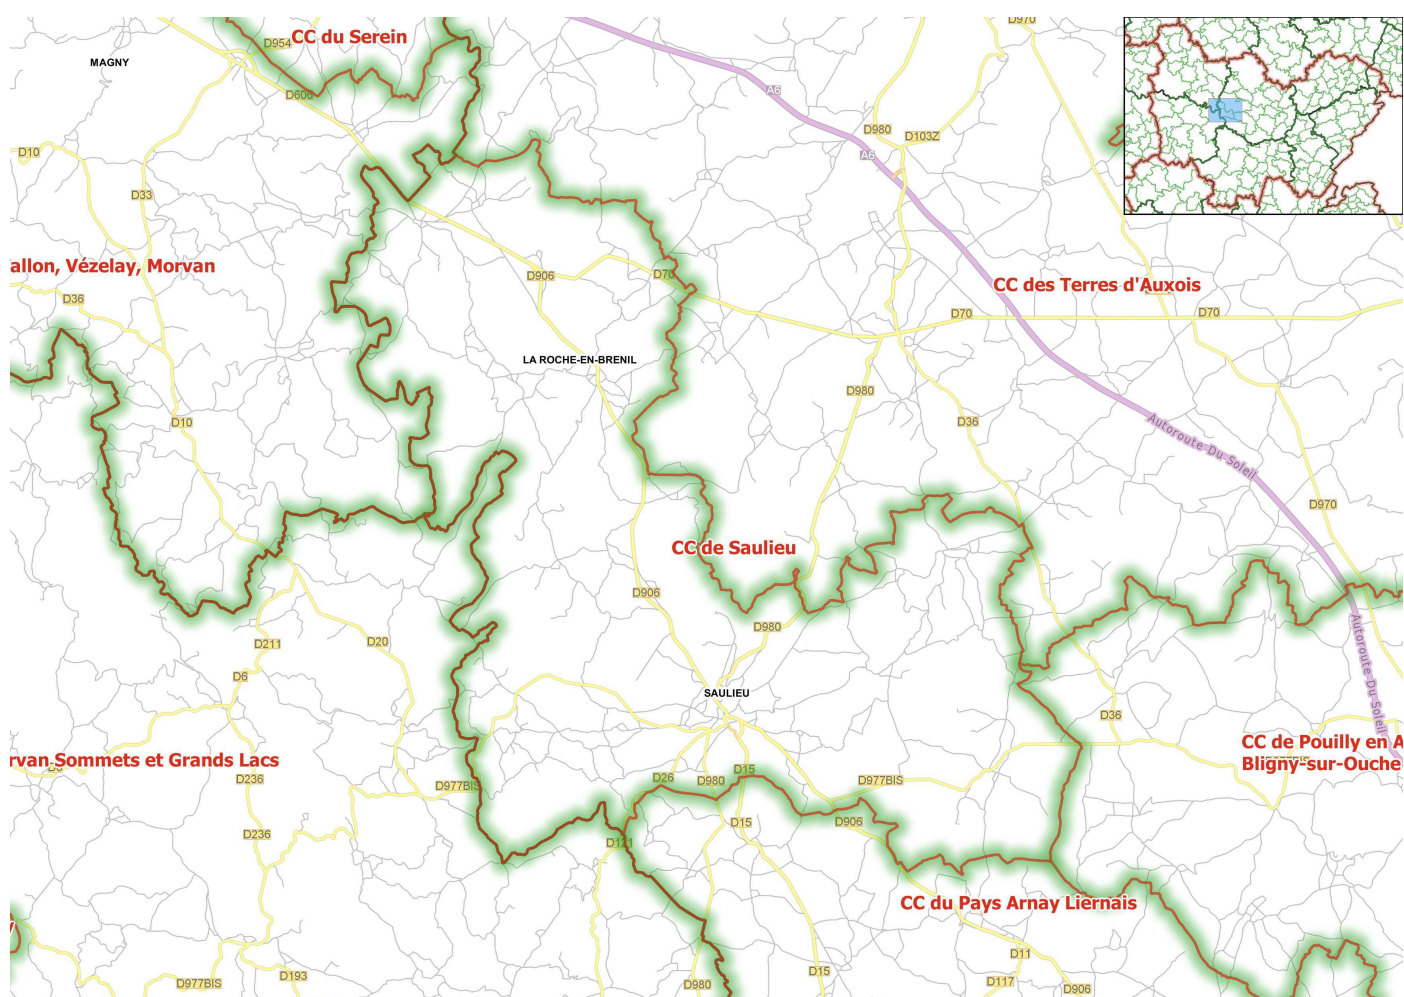 D970
CC du Serein
D954
MAGNY
A6
D606
D980
D103Z
D10
A6
D33
allon, Vézelay, Morvan
D906
D70
CC des Terres d'Auxois
D36
D70
D70
LA ROCHE-EN-BRENIL
D980
D10
D36
Autoroute Du Soleil
D970
CC de Saulieu
D906
D980
D211
D20
Autoroute Du Soleil
D6
SAULIEU
D36
CC de Pouilly en A
Bligny-sur-Ouche
rvan Sommets et Grands Lacs
D236
D977BIS
D26
D980
D15
D977BIS
D236
D15
D906
D121
CC du Pays Arnay Liernais
D11
D193
D977BIS
D980
D15
D117
D906